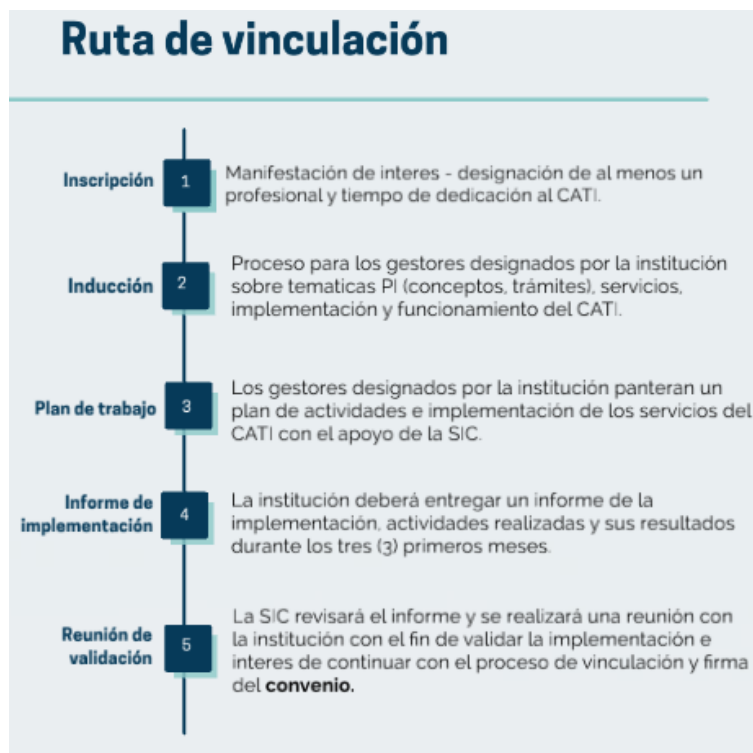 Ruta de vinculación
Inscripción
1
Manifestación de interes - designación de al menos un
profesional y tiempo de dedicación al CATI.
Inducción
2
Proceso para los gestores designados por la institución
sobre tematicas PI (conceptos, trámites), servicios,
implementación y funcionamiento del CATI.
Plan de trabajo
3
Los gestores designados por la institución panteran un
plan de actividades e implementación de los servicios del
CATI con el apoyo de la SIC.
Informe de
implementación
4
La institución deberá entregar un informe de la
implementación, actividades realizadas y sus resultados
durante los tres (3) primeros meses.
Reunión de
validación
5
La SIC revisará el informe y se realizará una reunión con
la institución con el fin de validar la implementación e
interes de continuar con el proceso de vinculación y firma
del convenio.